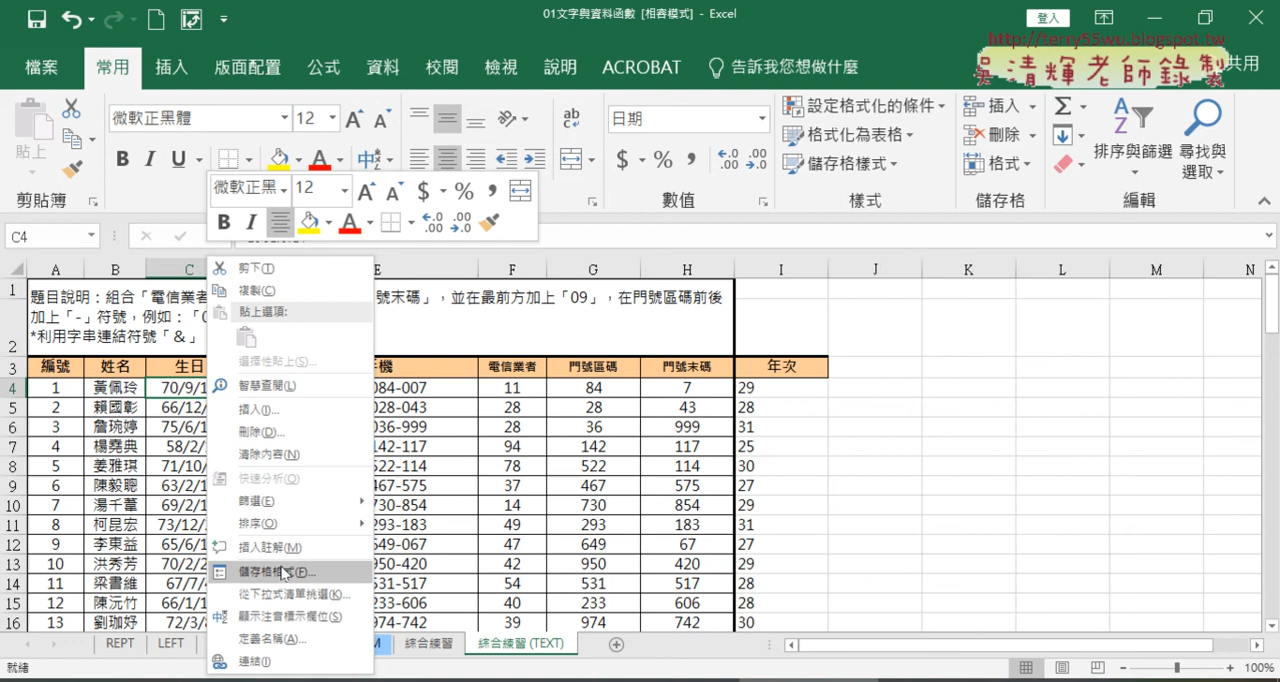 01文字與資料函數 [相容模式] - Excel
登入
http://terry55wu.blogspot.tw
吳清輝老師錄製
檔案 常用 插入 版面配置 公式 資料 校閱 檢視 說明 ACROBAT 告訴我您想做什麼 共用
貼上
微軟正黑體 12
日期
設定格式化的條件
格式化為表格
儲存格樣式
插入
刪除
格式
排序與篩選
尋找與
選取
剪貼簿 數值 樣式 儲存格 編輯
微軟正黑 12
C4
剪下(T)
複製(C)
貼上選項:
選擇性貼上(S)...
智慧查閱(L)
插入(I)...
刪除(D)...
清除內容(N)
快速分析(Q)
篩選(E)
排序(O)
插入註解(M)
儲存格格式(F)...
從下拉式清單挑選(K)...
顯示注音標示欄位(S)
定義名稱(A)...
連結(I)
A B C E F G H I J K L M N
1 題目說明：組合「電信業者 號末碼」，並在最前方加上「09」，在門號區碼前後
加上「-」符號，例如：「0
2 *利用字串連結符號「&」
3 編號 姓名 生日 機 電信業者 門號區碼 門號末碼 年次
4 1 黃佩玲 70/9/1 084-007 11 84 7 29
5 2 賴國彰 66/12/ 028-043 28 28 43 28
6 3 詹琬婷 75/6/1 036-999 28 36 999 31
7 4 楊堯典 58/2/ 142-117 94 142 117 25
8 5 姜雅琪 71/10/ 522-114 78 522 114 30
9 6 陳毅聰 63/2/1 467-575 37 467 575 27
10 7 湯千葦 69/2/1 730-854 14 730 854 29
11 8 柯昆宏 73/12/ 293-183 49 293 183 31
12 9 李東益 65/6/1 649-067 47 649 67 27
13 10 洪秀芳 70/2/ 950-420 42 950 420 29
14 11 梁書維 67/7/ 531-517 54 531 517 28
15 12 陳沅竹 66/1/ 233-606 40 233 606 28
16 13 劉珈妤 72/3/ 974-742 39 974 742 30
REPT LEFT M 綜合練習 綜合練習 (TEXT)
就緒 100%